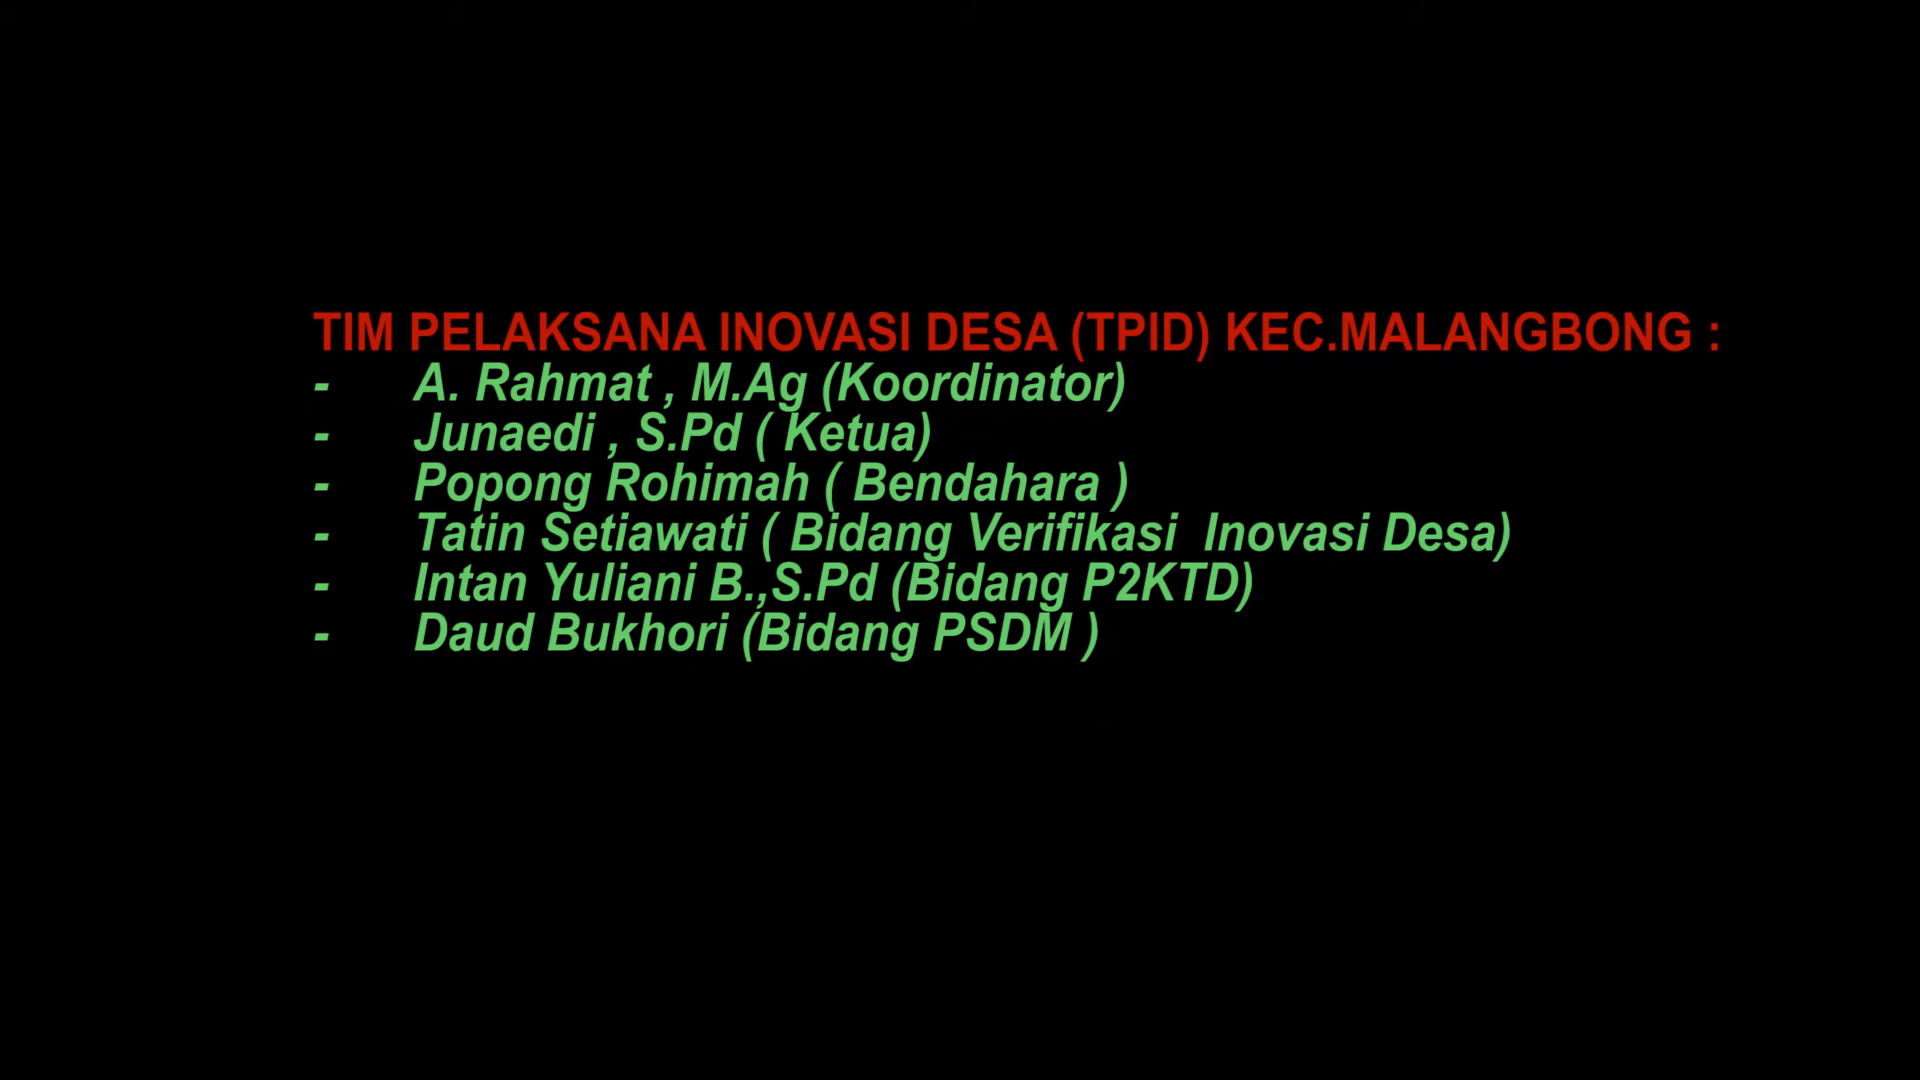 TIM PELAKSANA INOVASI DESA (TPID) KEC.MALANGBONG :
- A. Rahmat , M.Ag (Koordinator)
- Junaedi , S.Pd ( Ketua)
- Popong Rohimah ( Bendahara )
- Tatin Setiawati ( Bidang Verifikasi  Inovasi Desa)
- Intan Yuliani B.,S.Pd (Bidang P2KTD)
- Daud Bukhori (Bidang PSDM )